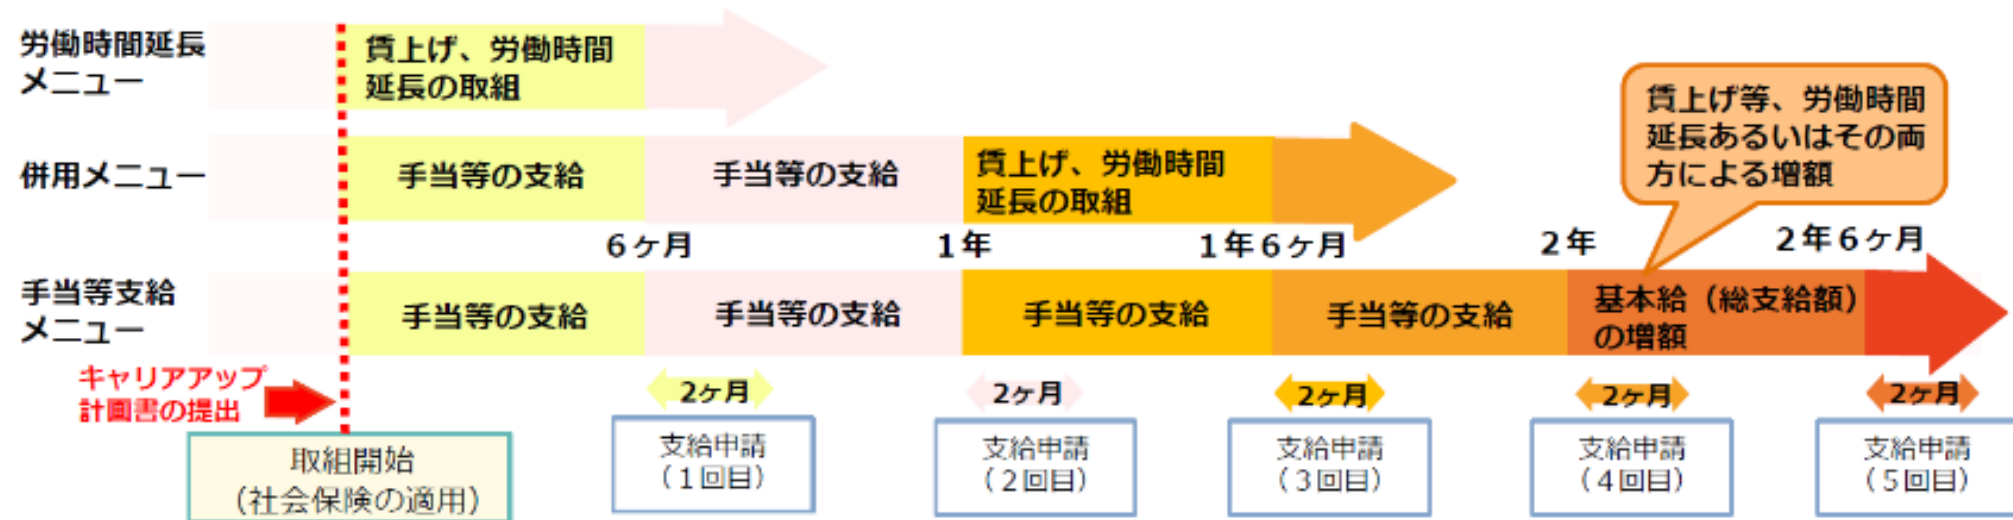 労働時間延長
メニュー
賃上げ、労働時間
延長の取組
賃上げ等、労働時間
延長あるいはその両
方による増額
併用メニュー
手当等の支給
手当等の支給
賃上げ、労働時間
延長の取組
6ヶ月
1年
1年6ヶ月
2年
2年6ヶ月
手当等支給
メニュー
手当等の支給
手当等の支給
手当等の支給
手当等の支給
基本給(総支給額)
の増額
キャリアアップ
計画書の提出
2ヶ月
2ヶ月
2ヶ月
2ヶ月
2ヶ月
取組開始
(社会保険の適用)
支給申請
(1回目)
支給申請
(2回目)
支給申請
(3回目)
支給申請
(4回目)
支給申請
(5回目)